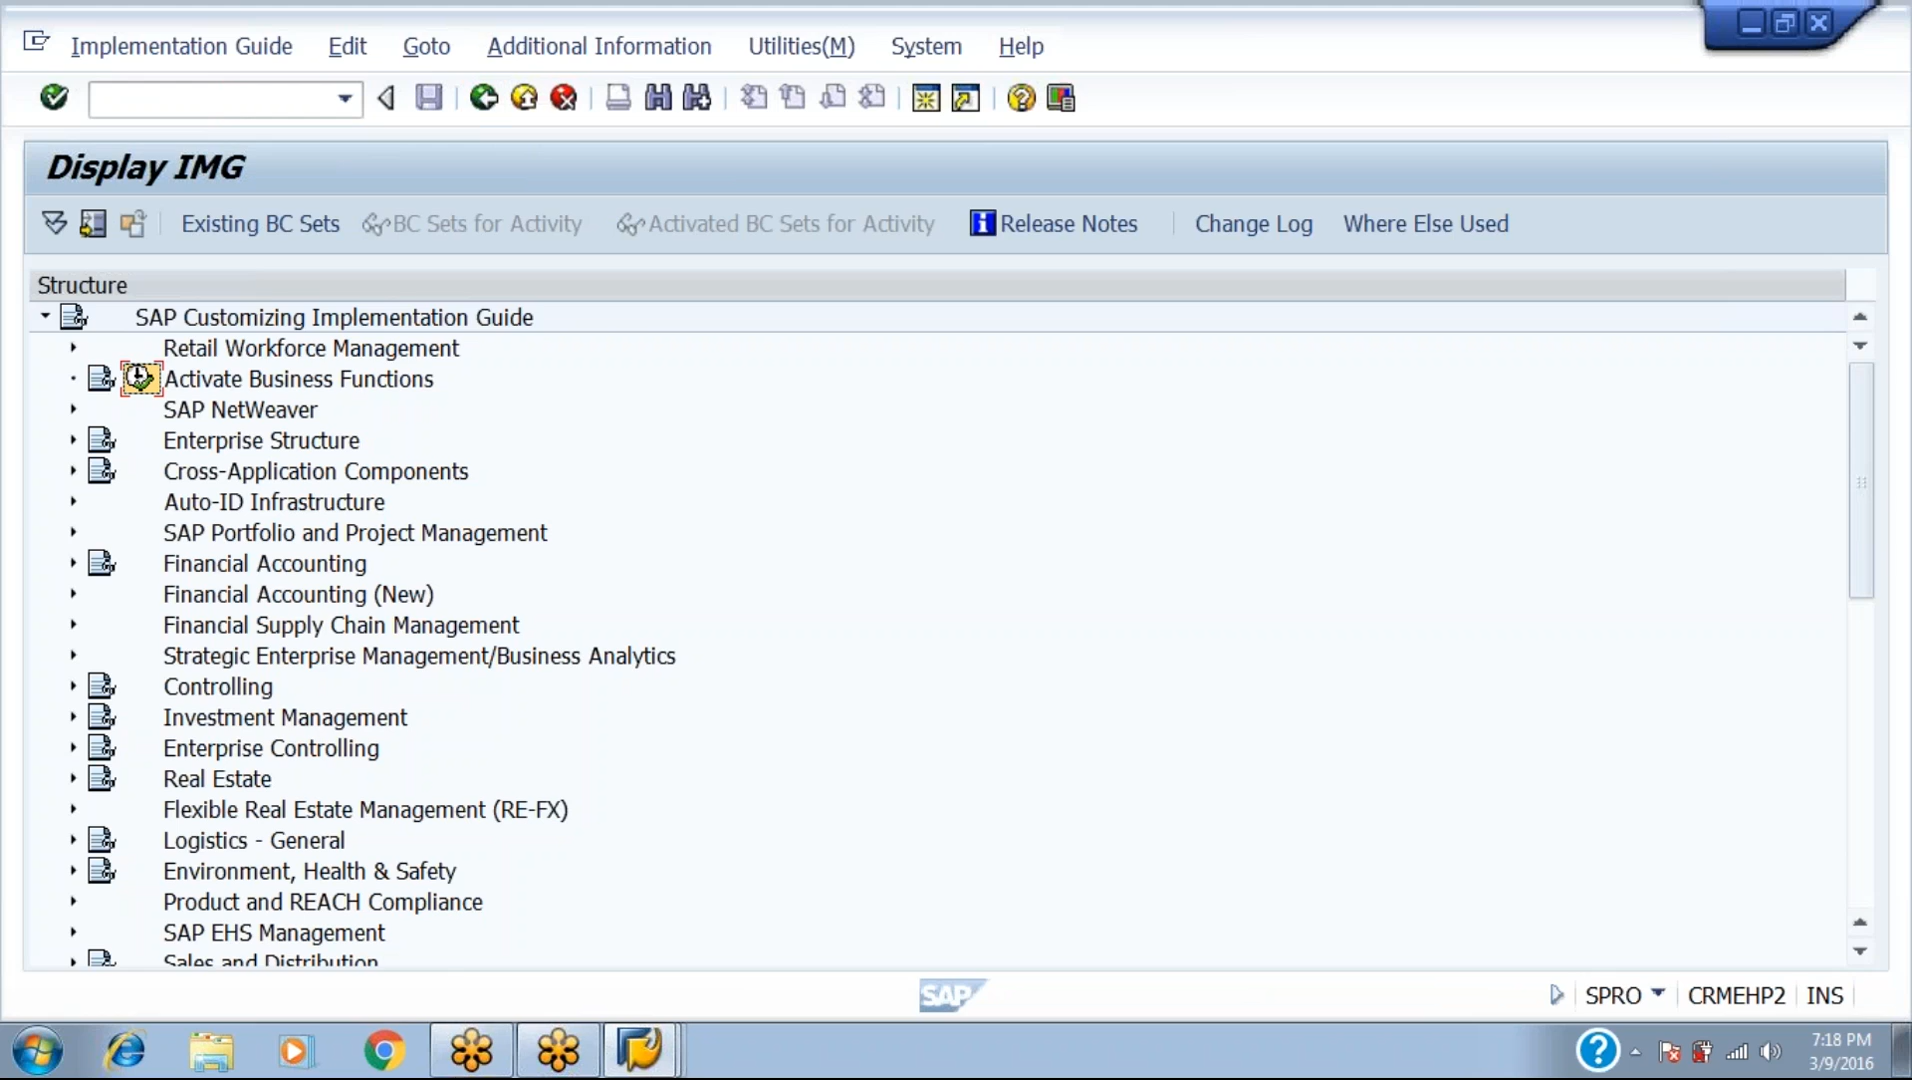 Implementation Guide Edit Goto Additional Information Utilities(M) System Help
Display IMG
Existing BC Sets BC Sets for Activity Activated BC Sets for Activity Release Notes Change Log Where Else Used
Structure
SAP Customizing Implementation Guide
Retail Workforce Management
Activate Business Functions
SAP NetWeaver
Enterprise Structure
Cross-Application Components
Auto-ID Infrastructure
SAP Portfolio and Project Management
Financial Accounting
Financial Accounting (New)
Financial Supply Chain Management
Strategic Enterprise Management/Business Analytics
Controlling
Investment Management
Enterprise Controlling
Real Estate
Flexible Real Estate Management (RE-FX)
Logistics - General
Environment, Health & Safety
Product and REACH Compliance
SAP EHS Management
Sales and Distribution
SAP SPRO CRMEHP2 INS
7:18 PM
3/9/2016